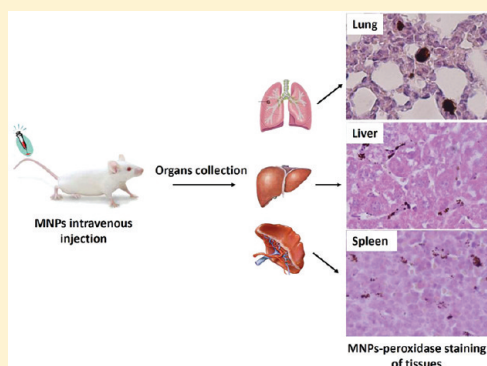 Lung
Liver
Organs collection
MNPs intravenous
injection
Spleen
MNPs-peroxidase staining
of tissues